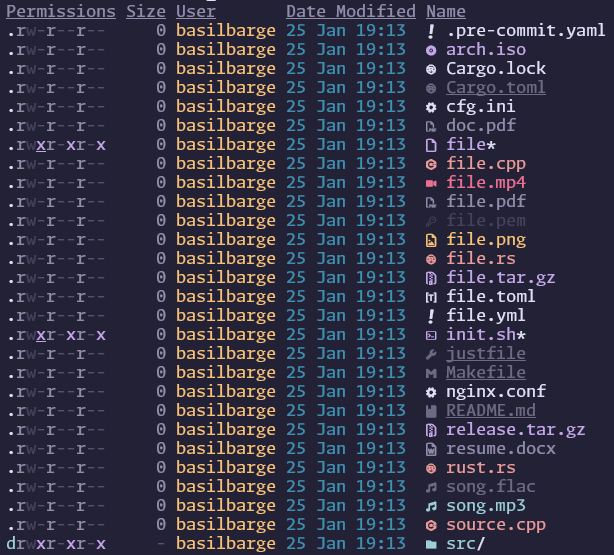 Permissions Size User Date Modified Name
.rw-r--r-- 0 basilbarge 25 Jan 19:13 .pre-commit.yaml
.rw-r--r-- 0 basilbarge 25 Jan 19:13 arch.iso
.rw-r--r-- 0 basilbarge 25 Jan 19:13 Cargo.lock
.rw-r--r-- 0 basilbarge 25 Jan 19:13 Cargo.toml
.rw-r--r-- 0 basilbarge 25 Jan 19:13 cfg.ini
.rw-r--r-- 0 basilbarge 25 Jan 19:13 doc.pdf
.rwxr-xr-x 0 basilbarge 25 Jan 19:13 file*
.rw-r--r-- 0 basilbarge 25 Jan 19:13 file.cpp
.rw-r--r-- 0 basilbarge 25 Jan 19:13 file.mp4
.rw-r--r-- 0 basilbarge 25 Jan 19:13 file.pdf
.rw-r--r-- 0 basilbarge 25 Jan 19:13 file.pem
.rw-r--r-- 0 basilbarge 25 Jan 19:13 file.png
.rw-r--r-- 0 basilbarge 25 Jan 19:13 file.rs
.rw-r--r-- 0 basilbarge 25 Jan 19:13 file.tar.gz
.rw-r--r-- 0 basilbarge 25 Jan 19:13 file.toml
.rw-r--r-- 0 basilbarge 25 Jan 19:13 file.yml
.rwxr-xr-x 0 basilbarge 25 Jan 19:13 init.sh*
.rw-r--r-- 0 basilbarge 25 Jan 19:13 justfile
.rw-r--r-- 0 basilbarge 25 Jan 19:13 Makefile
.rw-r--r-- 0 basilbarge 25 Jan 19:13 nginx.conf
.rw-r--r-- 0 basilbarge 25 Jan 19:13 README.md
.rw-r--r-- 0 basilbarge 25 Jan 19:13 release.tar.gz
.rw-r--r-- 0 basilbarge 25 Jan 19:13 resume.docx
.rw-r--r-- 0 basilbarge 25 Jan 19:13 rust.rs
.rw-r--r-- 0 basilbarge 25 Jan 19:13 song.flac
.rw-r--r-- 0 basilbarge 25 Jan 19:13 song.mp3
.rw-r--r-- 0 basilbarge 25 Jan 19:13 source.cpp
drwxr-xr-x - basilbarge 25 Jan 19:13 src/